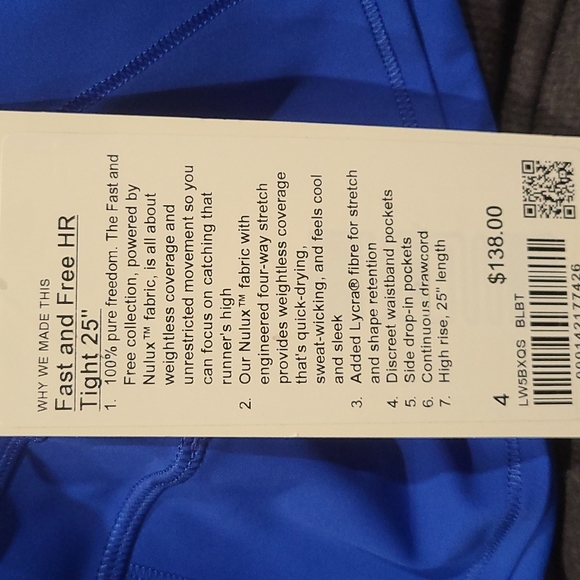 WHY WE MADE THIS
Fast and Free HR
Tight 25"
1. 100% pure freedom. The Fast and
Free collection, powered by
Nulux™ fabric, is all about
weightless coverage and
unrestricted movement so you
can focus on catching that
runner's high
2. Our Nulux™ fabric with
engineered four-way stretch
provides weightless coverage
that's quick-drying,
sweat-wicking, and feels cool
and sleek
3. Added Lycra® fibre for stretch
and shape retention
4. Discreet waistband pockets
5. Side drop-in pockets
6. Continuous drawcord
7. High rise, 25" length
4 $138.00
LW5BXQS BLBT